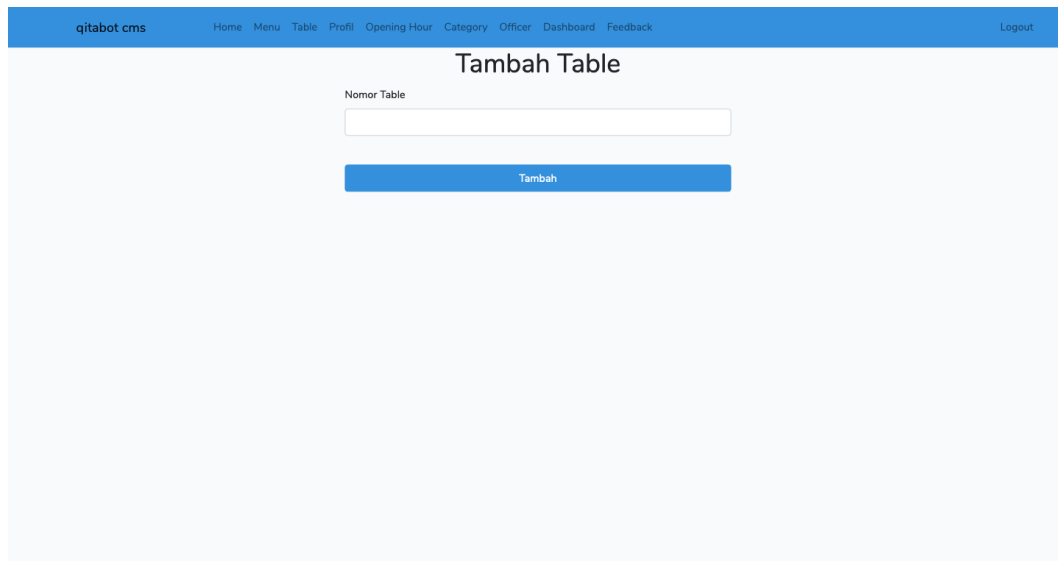 qitabot cms Home Menu Table Profil Opening Hour Category Officer Dashboard Feedback Logout
Tambah Table
Nomor Table
Tambah